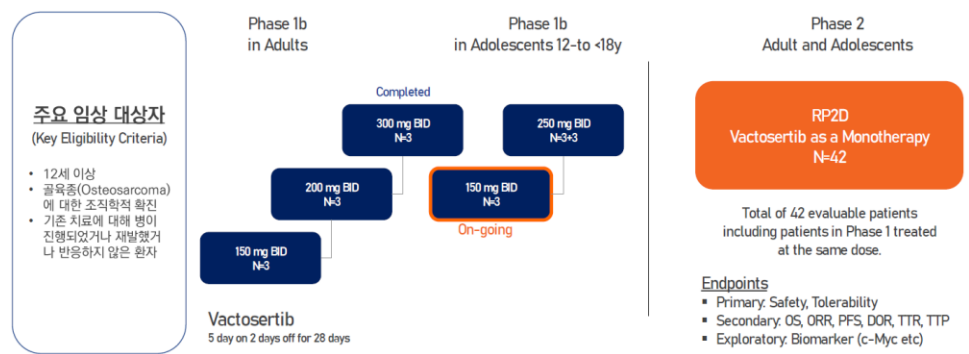 주요 임상 대상자
(Key Eligibility Criteria)
• 12세 이상
• 골육종(Osteosarcoma)
에 대한 조직학적 확진
• 기존 치료에 대해 병이
진행되었거나 재발했거
나 반응하지 않은 환자
Phase 1b
in Adults
Completed
300 mg BID
N=3
200 mg BID
N=3
150 mg BID
N=3
Vactosertib
5 day on 2 days off for 28 days
Phase 1b
in Adolescents 12-to <18y
250 mg BID
N=3+3
150 mg BID
N=3
On-going
Phase 2
Adult and Adolescents
RP2D
Vactosertib as a Monotherapy
N=42
Total of 42 evaluable patients
including patients in Phase 1 treated
at the same dose.
Endpoints
▪ Primary: Safety, Tolerability
▪ Secondary: OS, ORR, PFS, DOR, TTR, TTP
▪ Exploratory: Biomarker (c-Myc etc)